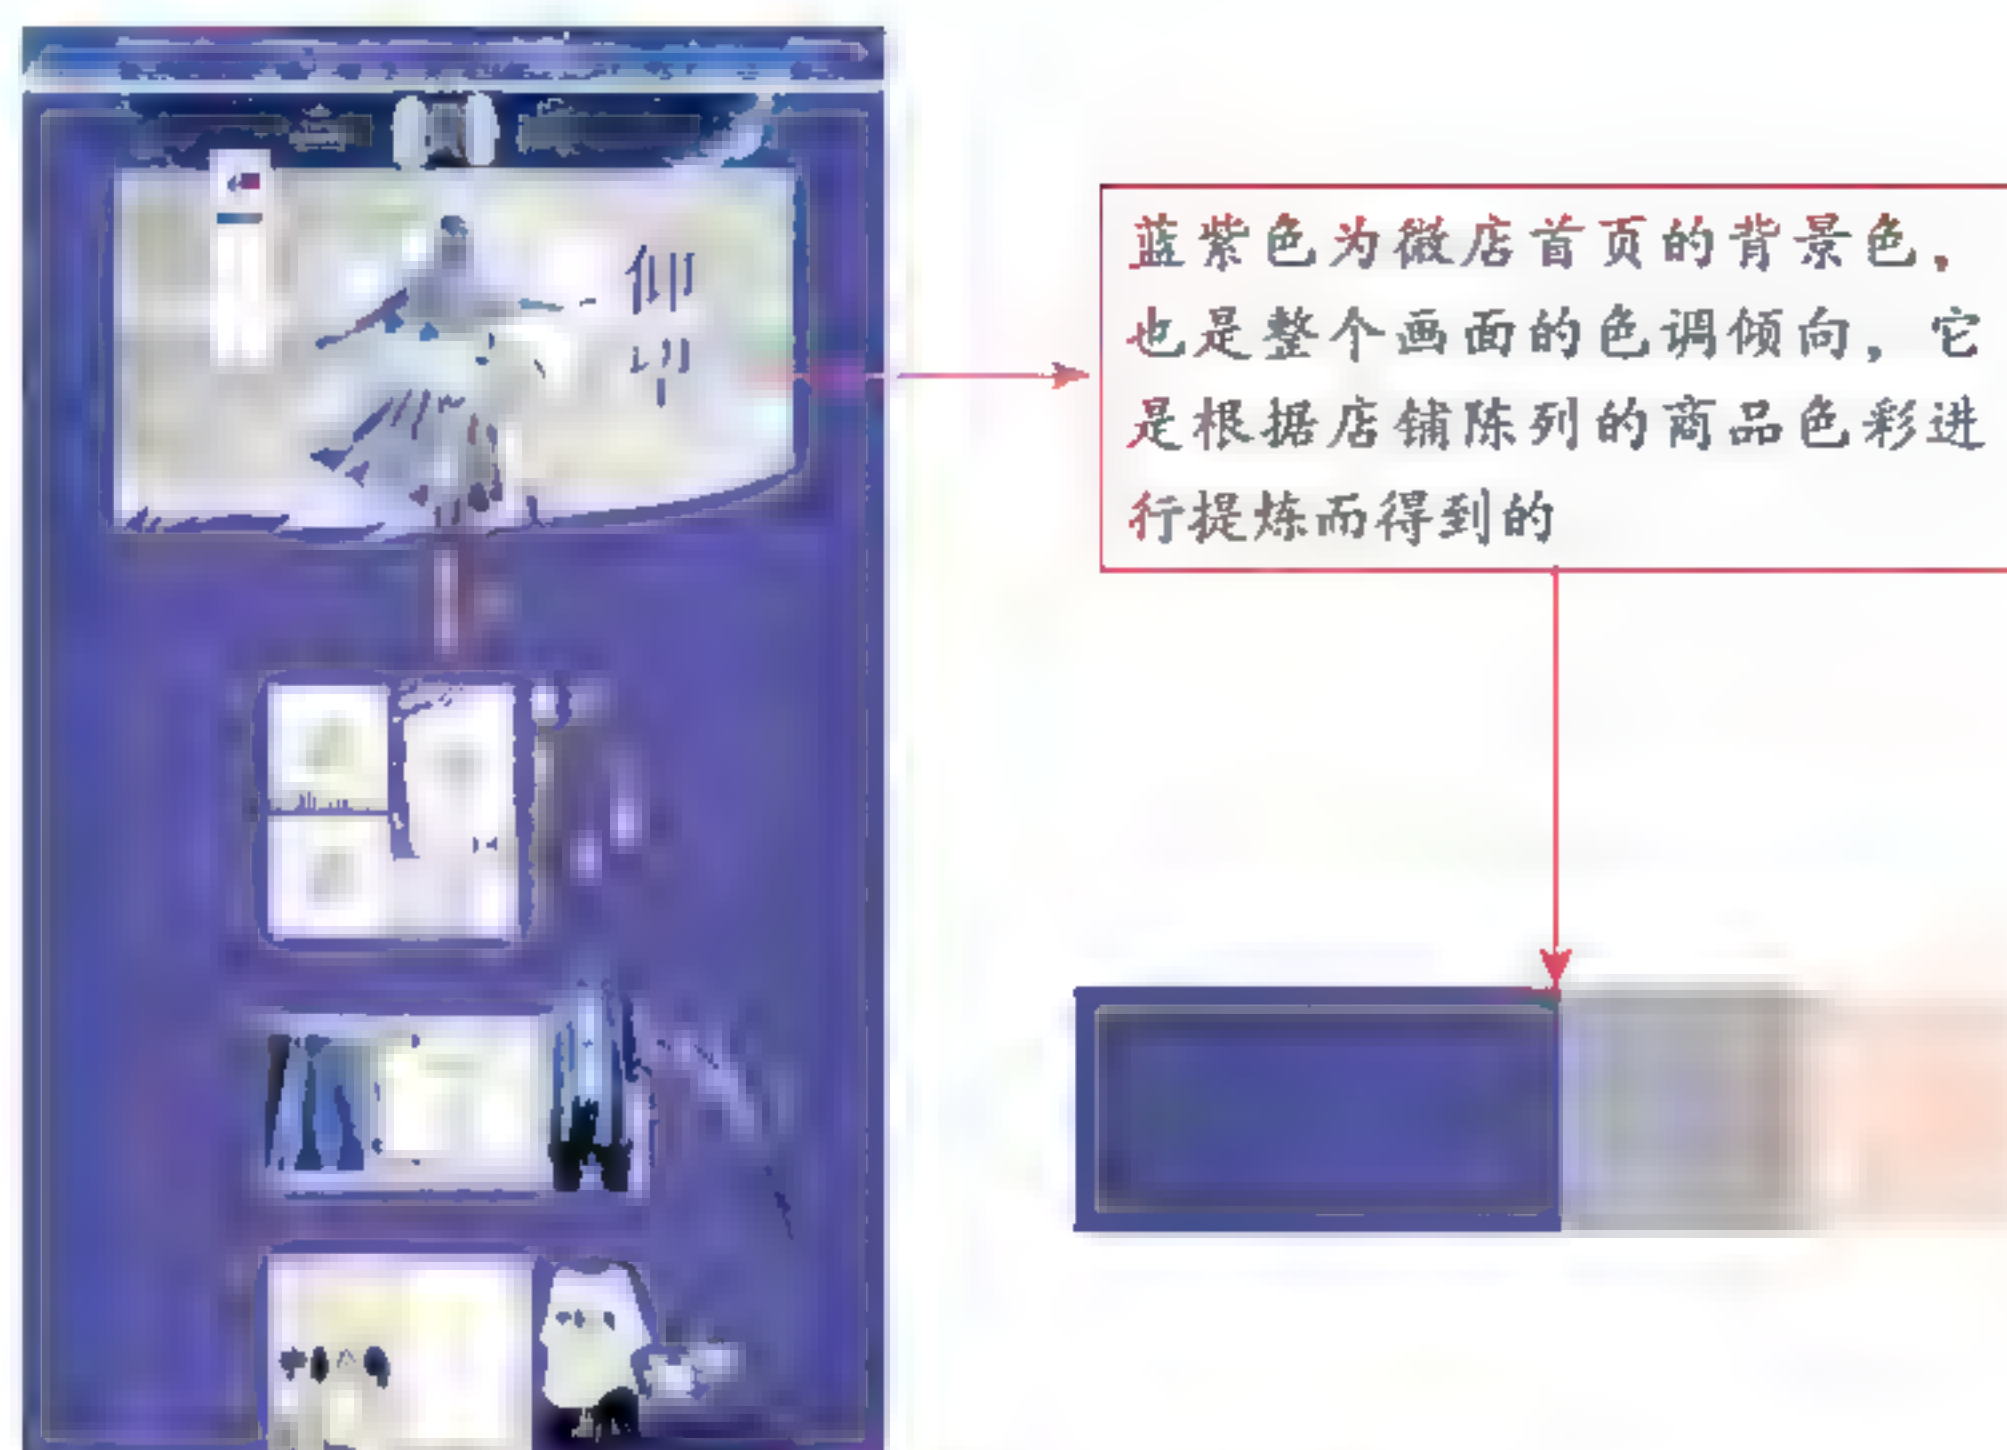 蓝紫色为微店首页的背景色，
也是整个画面的色调倾向，它
是根据店铺陈列的商品色彩进
行提炼而得到的